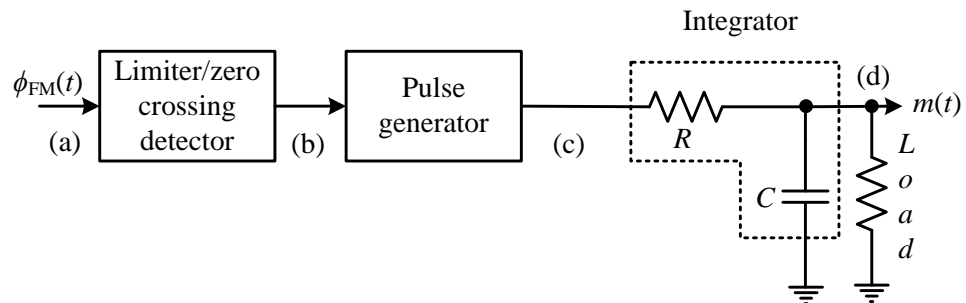 Integrator
ϕFM(t)
(a)
Limiter/zero
crossing
detector
(b)
Pulse
generator
(c)
R
C
(d)
m(t)
L
o
a
d